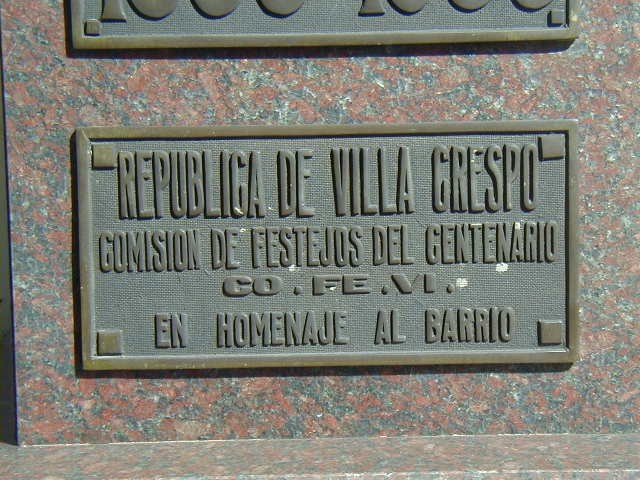 REPUBLICA DE VILLA CRESPO
COMISION DE FESTEJOS DEL CENTENARIO
CO.FE.VI.
EN HOMENAJE AL BARRIO